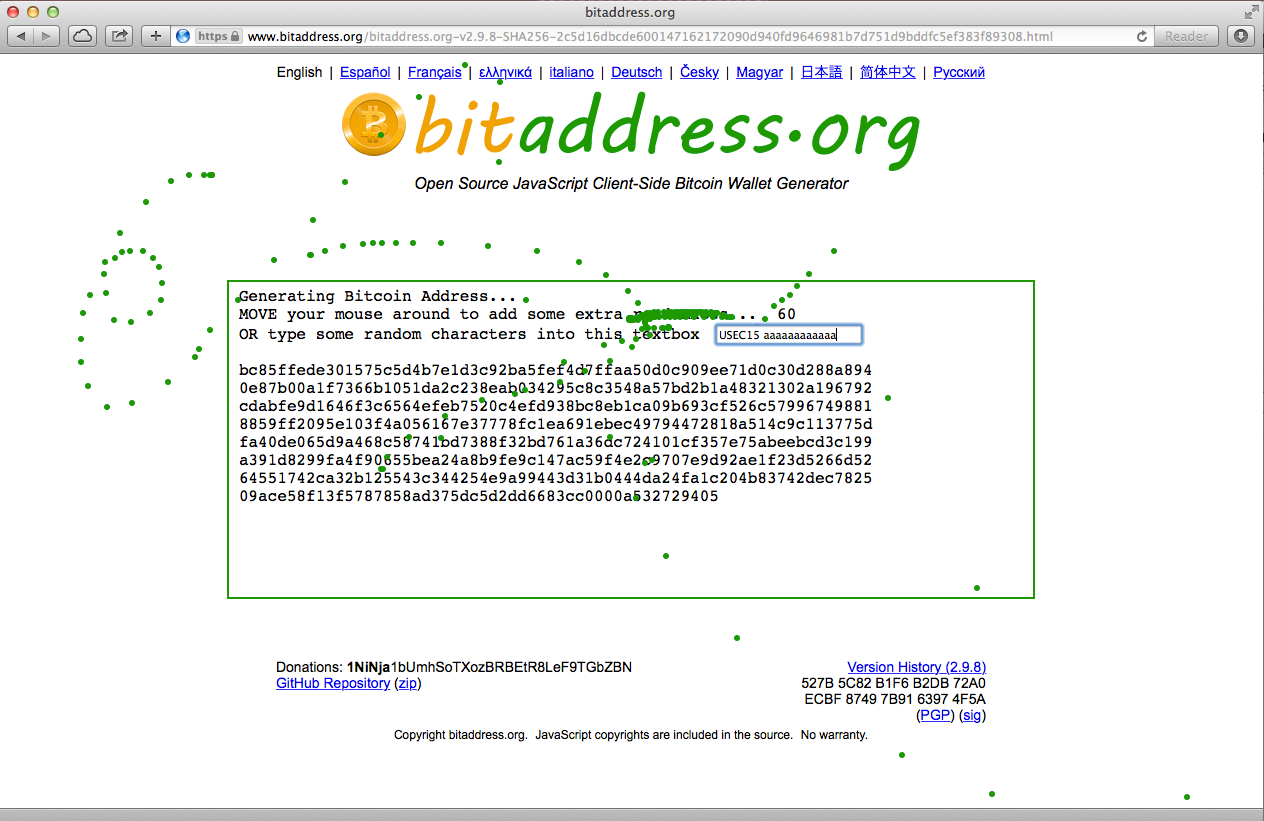 bitaddress.org
https www.bitaddress.org/bitaddress.org-v2.9.8-SHA256-2c5d16dbcde600147162172090d940fd9646981b7d751d9bddfc5ef383f89308.html Reader
English | Español | Français | ελληνικά | italiano | Deutsch | Česky | Magyar | 日本語 | 简体中文 | Русский
bitaddress.org
Open Source JavaScript Client-Side Bitcoin Wallet Generator
Generating Bitcoin Address...
MOVE your mouse around to add some extra ... 60
OR type some random characters into this textbox USEC15 aaaaaaaaaaaaa
bc85ffede301575c5d4b7e1d3c92ba5fef4d7ffaa50d0c909ee71d0c30d288a894
0e87b00a1f7366b1051da2c238eab034295c8c3548a57bd2b1a48321302a196792
cdabfe9d1646f3c6564efeb7520c4efd938bc8eb1ca09b693cf526c57996749881
8859ff2095e103f4a056167e37778fc1ea691ebec49794472818a514c9c113775d
fa40de065d9a468c58741bd7388f32bd761a36dc724101cf357e75abeebcd3c199
a391d8299fa4f90655bea24a8b9fe9c147ac59f4e2c9707e9d92ae1f23d5266d52
64551742ca32b125543c344254e9a99443d31b0444da24fa1c204b83742dec7825
09ace58f13f5787858ad375dc5d2dd6683cc0000a532729405
Donations: 1NiNja1bUmhSoTXozBRBEtR8LeF9TGbZBN
GitHub Repository (zip)
Version History (2.9.8)
527B 5C82 B1F6 B2DB 72A0
ECBF 8749 7B91 6397 4F5A
(PGP) (sig)
Copyright bitaddress.org. JavaScript copyrights are included in the source. No warranty.